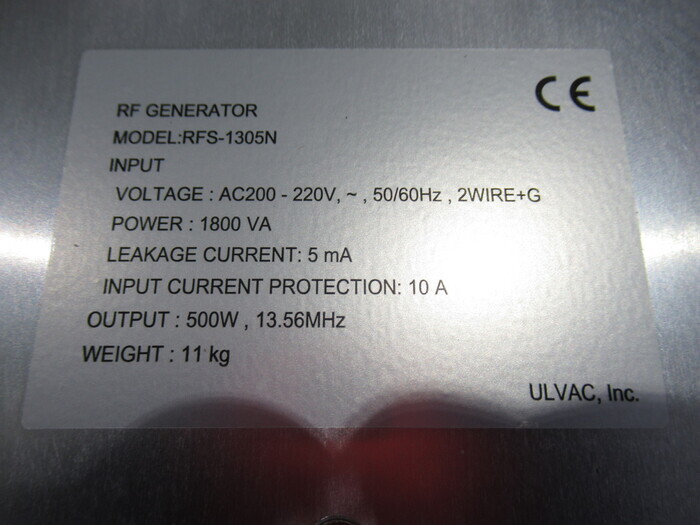 CE
RF GENERATOR
MODEL:RFS-1305N
INPUT
VOLTAGE : AC200 - 220V, ~ , 50/60Hz , 2WIRE+G
POWER : 1800 VA
LEAKAGE CURRENT: 5 mA
INPUT CURRENT PROTECTION: 10 A
OUTPUT : 500W , 13.56MHz
WEIGHT : 11 kg
ULVAC, Inc.